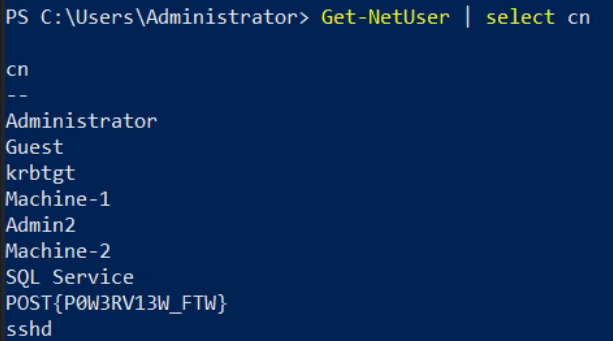 PS C:\Users\Administrator> Get-NetUser | select cn
cn
--
Administrator
Guest
krbtgt
Machine-1
Admin2
Machine-2
SQL Service
POST{P0W3RV13W_FTW}
sshd